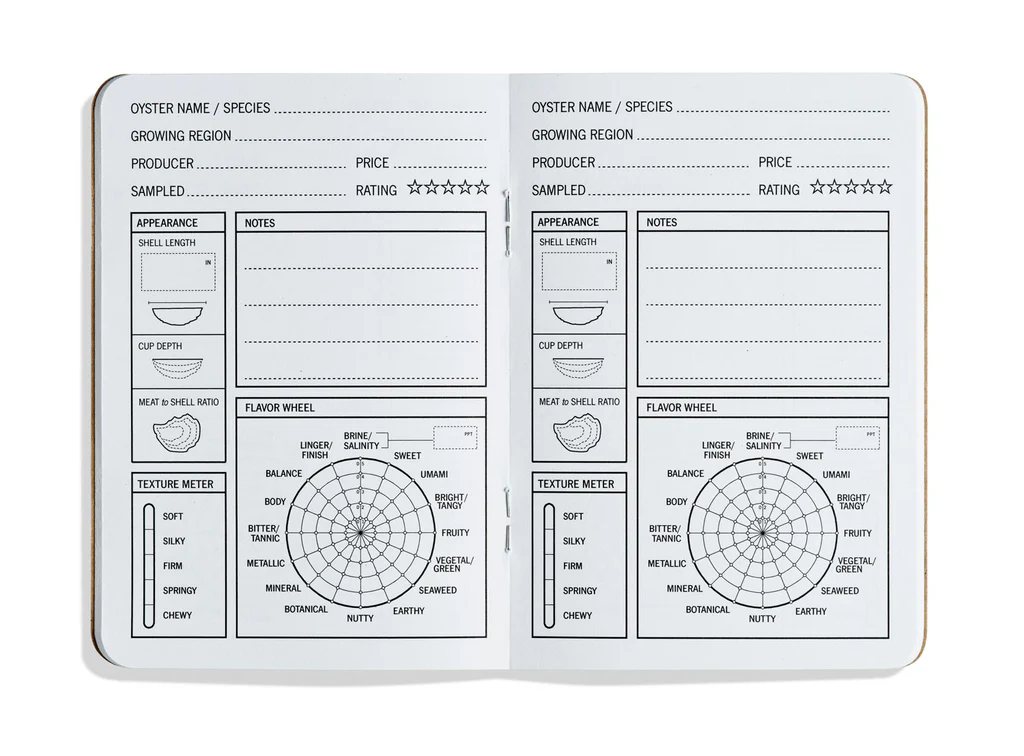 OYSTER NAME / SPECIES
GROWING REGION
PRODUCER PRICE
SAMPLED RATING
APPEARANCE
SHELL LENGTH
IN
CUP DEPTH
MEAT to SHELL RATIO
TEXTURE METER
SOFT
SILKY
FIRM
SPRINGY
CHEWY
NOTES
FLAVOR WHEEL
BRINE/
SALINITY
PPT
SWEET
UMAMI
BRIGHT/
TANGY
FRUITY
VEGETAL/
GREEN
SEAWEED
EARTHY
NUTTY
BOTANICAL
MINERAL
METALLIC
BITTER/
TANNIC
BODY
BALANCE
LINGER/
FINISH
OYSTER NAME / SPECIES
GROWING REGION
PRODUCER PRICE
SAMPLED RATING
APPEARANCE
SHELL LENGTH
IN
CUP DEPTH
MEAT to SHELL RATIO
TEXTURE METER
SOFT
SILKY
FIRM
SPRINGY
CHEWY
NOTES
FLAVOR WHEEL
BRINE/
SALINITY
PPT
SWEET
UMAMI
BRIGHT/
TANGY
FRUITY
VEGETAL/
GREEN
SEAWEED
EARTHY
NUTTY
BOTANICAL
MINERAL
METALLIC
BITTER/
TANNIC
BODY
BALANCE
LINGER/
FINISH